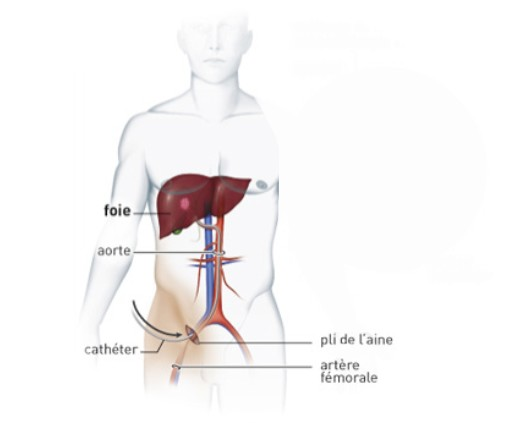 foie
aorte
cathéter
pli de l'aine
artère
fémorale